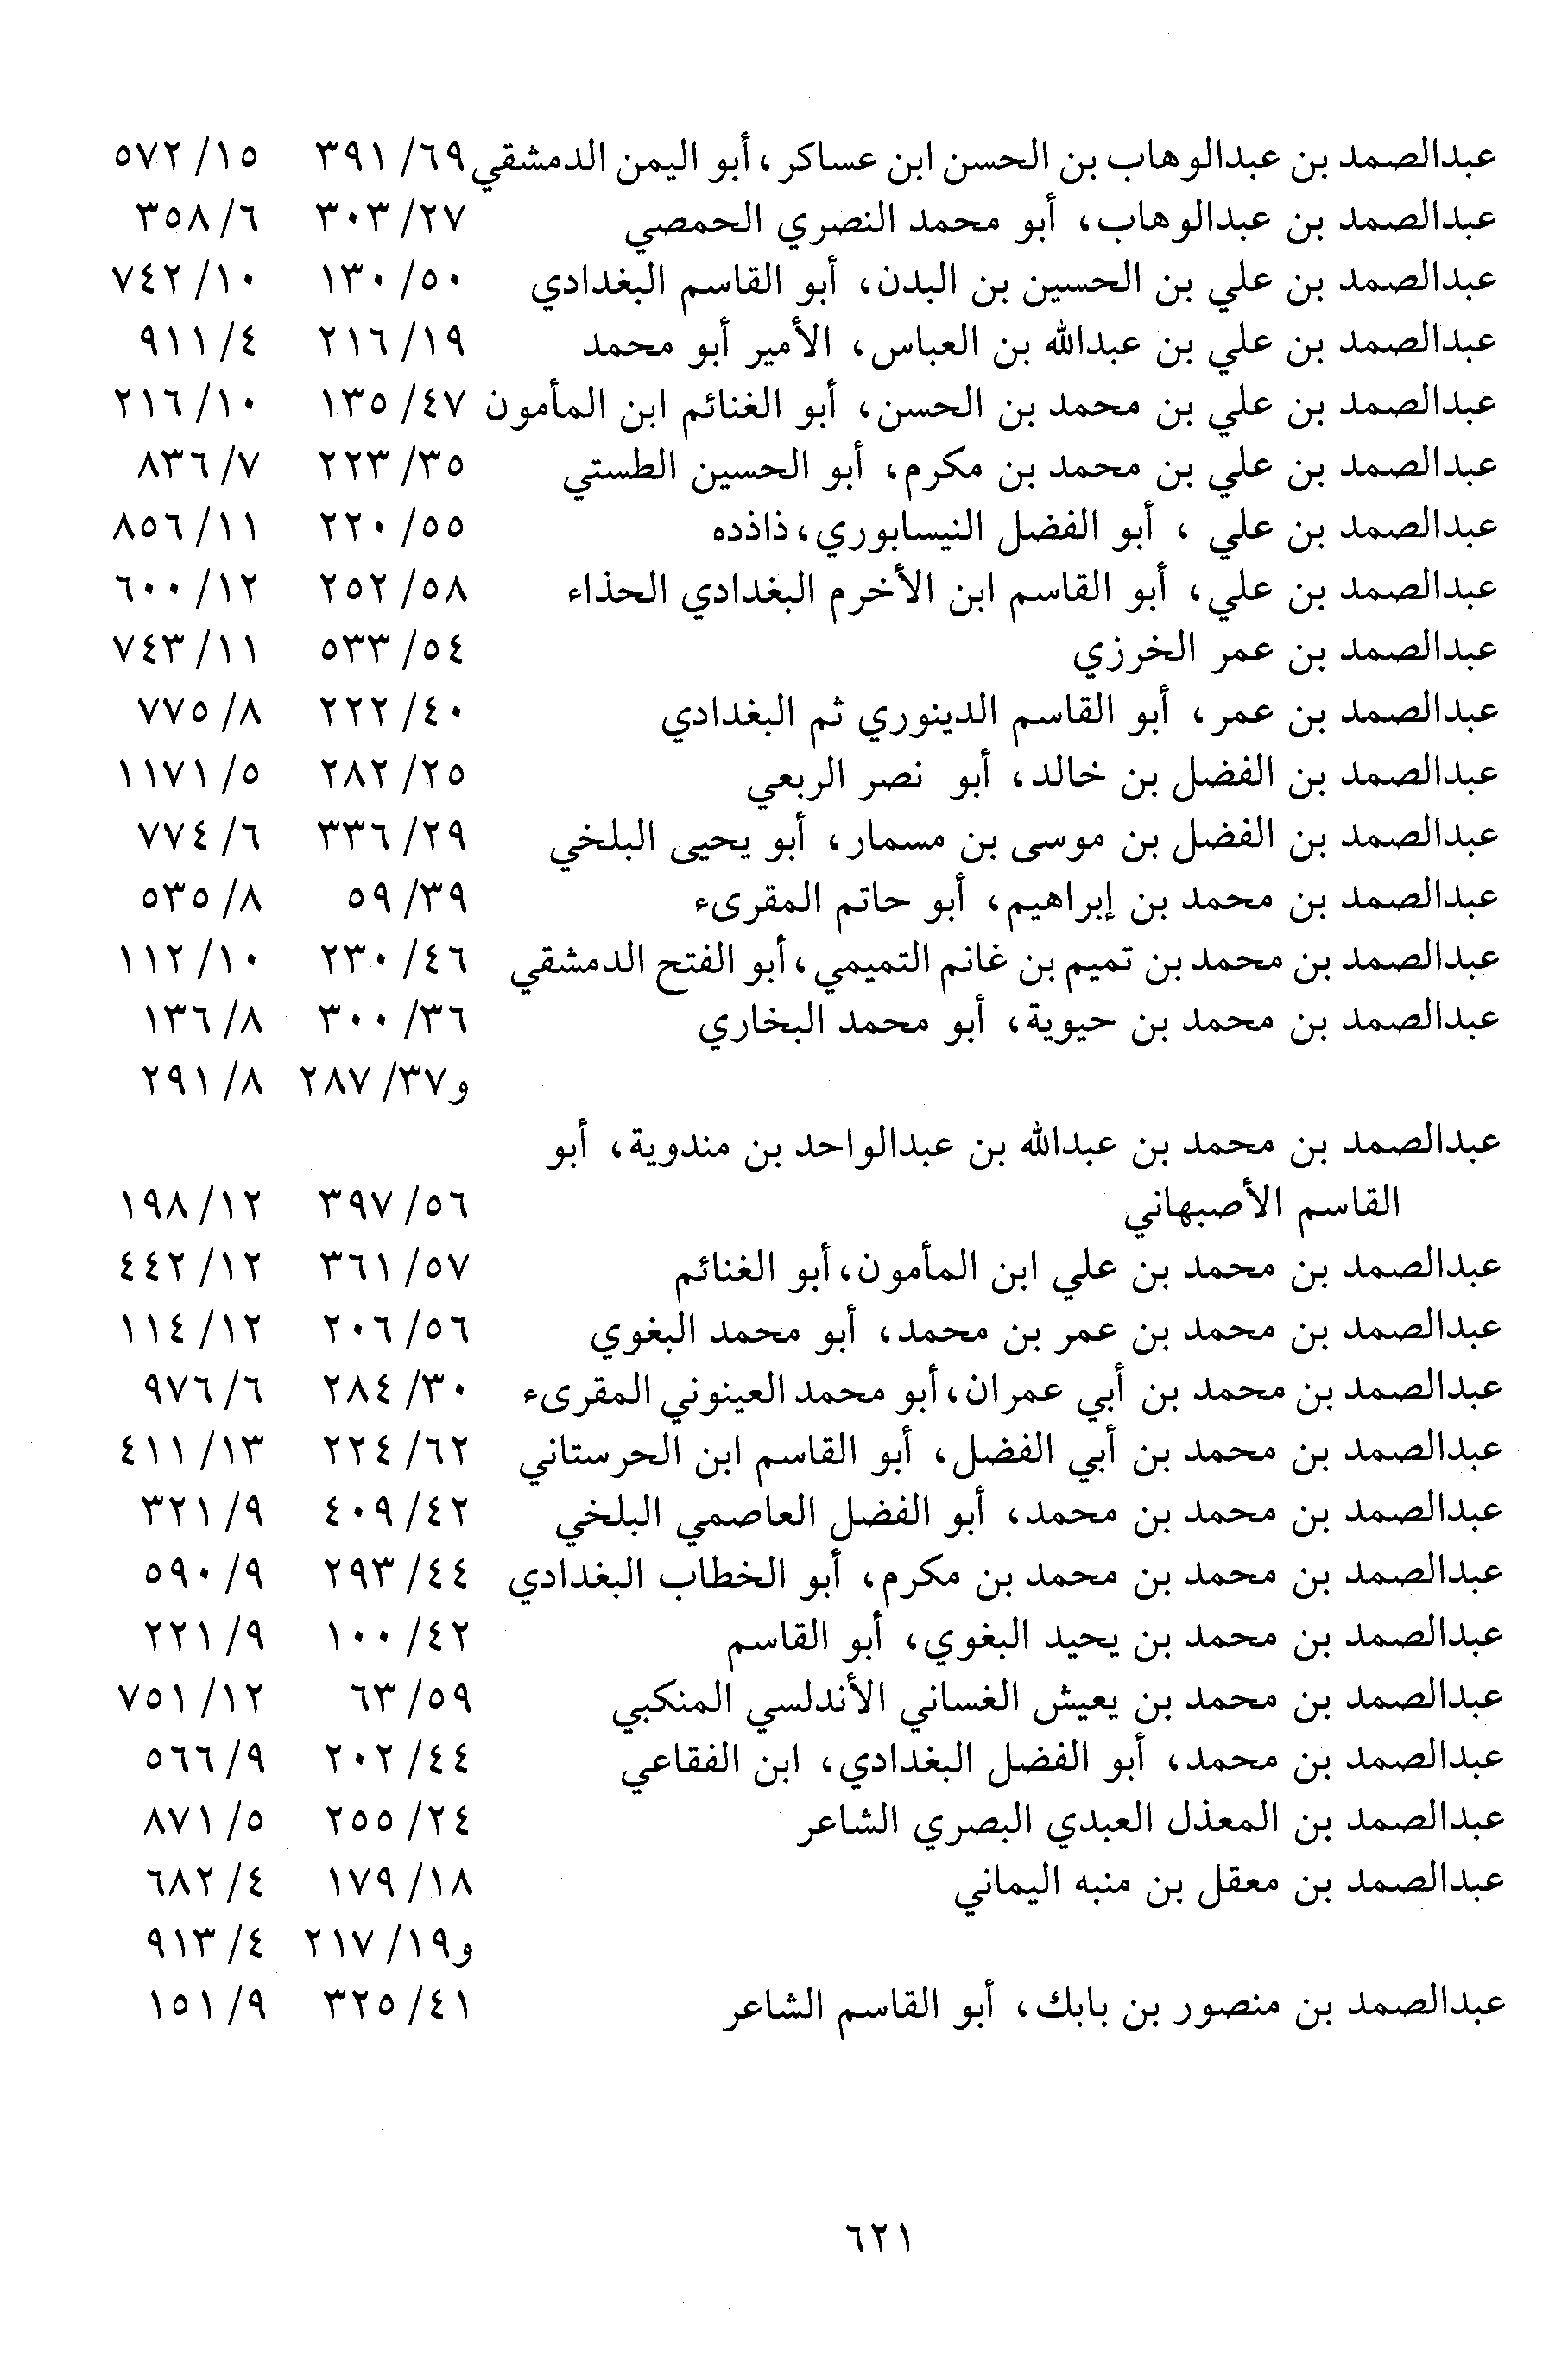 عبدالصمد بن عبدالوهاب بن الحسن ابن عساكر، أبو اليمن الدمشقي ٦٩/ ٣٩١ ١٥/ ٥٧٢
عبدالصمد بن عبدالوهاب، أبو محمد النصري الحمصي ٢٧/ ٣٠٣ ٦/ ٣٥٨
عبدالصمد بن علي بن الحسين بن البدن، أبو القاسم البغدادي ٥٠/ ١٣٠ ١٠/ ٧٤٢
عبدالصمد بن علي بن عبدالله بن العباس، الأمير أبو محمد ١٩/ ٢١٦ ٤/ ٩١١
عبدالصمد بن علي بن محمد بن الحسن، أبو الغنائم ابن المأمون ٤٧/ ١٣٥ ١٠/ ٢١٦
عبدالصمد بن علي بن محمد بن مكرم، أبو الحسين الطستي ٣٥/ ٢٢٣ ٧/ ٨٣٦
عبدالصمد بن علي ، أبو الفضل النيسابوري، ذاذده ٥٥/ ٢٢٠ ١١/ ٨٥٦
عبدالصمد بن علي، أبو القاسم ابن الأخرم البغدادي الحذاء ٥٨/ ٢٥٢ ١٢/ ٦٠٠
عبدالصمد بن عمر الخرزي ٥٤/ ٥٣٣ ١١/ ٧٤٣
عبدالصمد بن عمر، أبو القاسم الدينوري ثم البغدادي ٤٠/ ٢٢٢ ٨/ ٧٧٥
عبدالصمد بن الفضل بن خالد، أبو نصر الربعي ٢٥/ ٢٨٢ ٥/ ١١٧١
عبدالصمد بن الفضل بن موسى بن مسمار، أبو يحيى البلخي ٢٩/ ٣٣٦ ٦/ ٧٧٤
عبدالصمد بن محمد بن إبراهيم، أبو حاتم المقرىء ٣٩/ ٥٩ ٨/ ٥٣٥
عبدالصمد بن محمد بن تميم بن غانم التميمي، أبو الفتح الدمشقي ٤٦/ ٢٣٠ ١٠/ ١١٢
عبدالصمد بن محمد بن حيوية، أبو محمد البخاري ٣٦/ ٣٠٠ ٨/ ١٣٦
و٣٧/ ٢٨٧ ٨/ ٢٩١
عبدالصمد بن محمد بن عبدالله بن عبدالواحد بن مندوية، أبو
القاسم الأصبهاني ٥٦/ ٣٩٧ ١٢/ ١٩٨
عبدالصمد بن محمد بن علي ابن المأمون، أبو الغنائم ٥٧/ ٣٦١ ١٢/ ٤٤٢
عبدالصمد بن محمد بن عمر بن محمد، أبو محمد البغوي ٥٦/ ٢٠٦ ١٢/ ١١٤
عبدالصمد بن محمد بن أبي عمران، أبو محمد العينوني المقرىء ٣٠/ ٢٨٤ ٦/ ٩٧٦
عبدالصمد بن محمد بن أبي الفضل، أبو القاسم ابن الحرستاني ٦٢/ ٢٢٤ ١٣/ ٤١١
عبدالصمد بن محمد بن محمد، أبو الفضل العاصمي البلخي ٤٢/ ٤٠٩ ٩/ ٣٢١
عبدالصمد بن محمد بن محمد بن مكرم، أبو الخطاب البغدادي ٤٤/ ٢٩٣ ٩/ ٥٩٠
عبدالصمد بن محمد بن يحيد البغوي، أبو القاسم ٤٢/ ١٠٠ ٩/ ٢٢١
عبدالصمد بن محمد بن يعيش الغساني الأندلسي المنكبي ٥٩/ ٦٣ ١٢/ ٧٥١
عبدالصمد بن محمد، أبو الفضل البغدادي، ابن الفقاعي ٤٤/ ٢٠٢ ٩/ ٥٦٦
عبدالصمد بن المعذل العبدي البصري الشاعر ٢٤/ ٢٥٥ ٥/ ٨٧١
عبدالصمد بن معقل بن منبه اليماني ١٨/ ١٧٩ ٤/ ٦٨٢
و١٩/ ٢١٧ ٤/ ٩١٣
عبدالصمد بن منصور بن بابك، أبو القاسم الشاعر ٤١/ ٣٢٥ ٩/ ١٥١
٦٢١